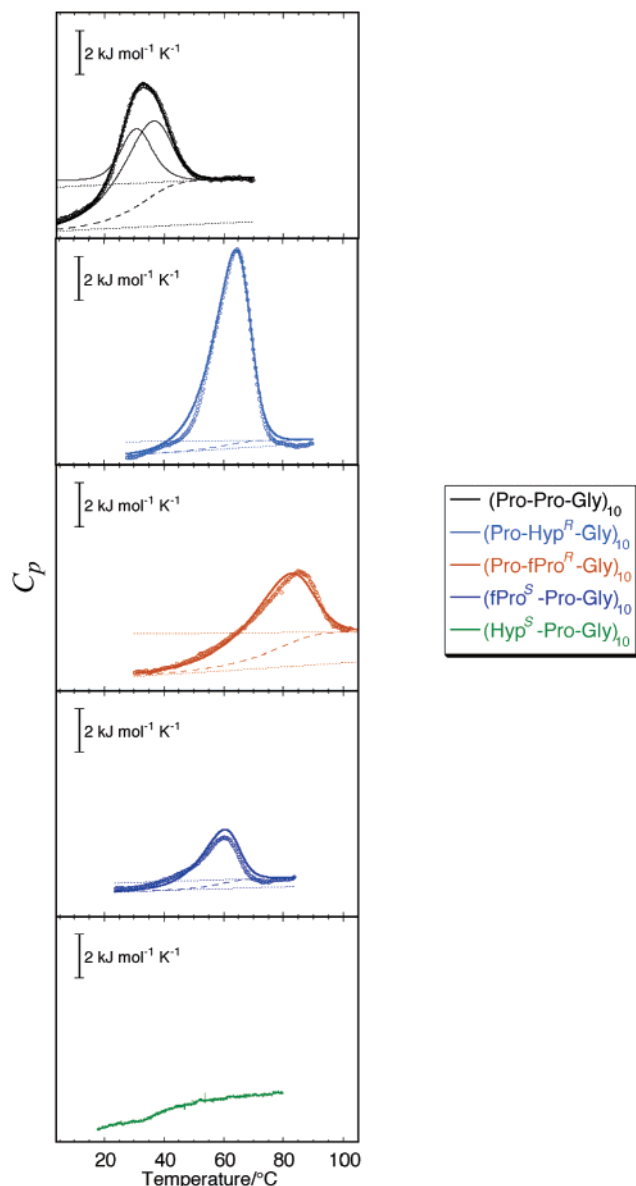 2 kJ mol⁻¹ K⁻¹
2 kJ mol⁻¹ K⁻¹
2 kJ mol⁻¹ K⁻¹
2 kJ mol⁻¹ K⁻¹
2 kJ mol⁻¹ K⁻¹
Cp
20 40 60 80 100
Temperature/°C
(Pro-Pro-Gly)₁₀
(Pro-Hypᴿ-Gly)₁₀
(Pro-fProᴿ-Gly)₁₀
(fProˢ-Pro-Gly)₁₀
(Hypˢ-Pro-Gly)₁₀